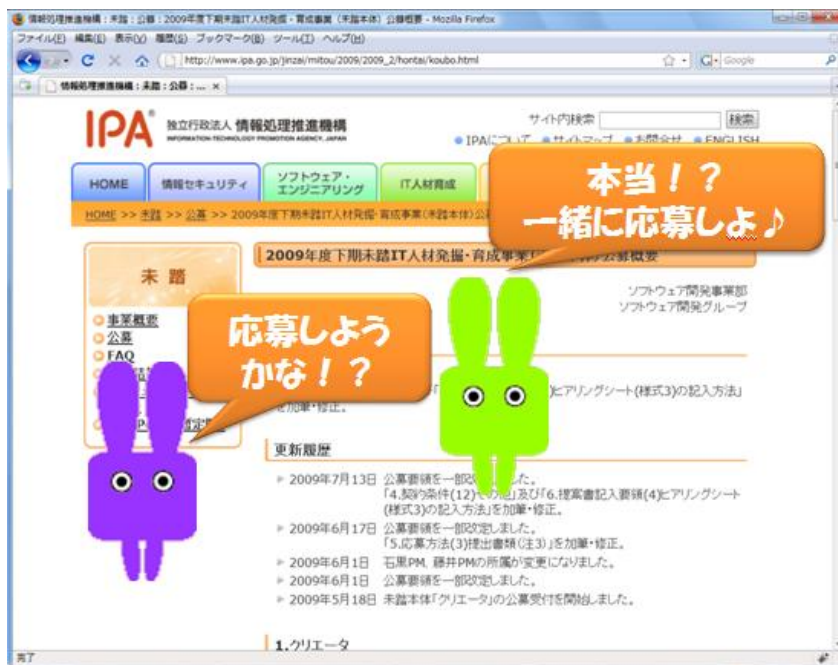 情報処理推進機構:未踏:公募:2009年度下期未踏IT人材発掘・育成事業(未踏本体)公募概要 - Mozilla Firefox
ファイル(F) 編集(E) 表示(V) 履歴(S) ブックマーク(B) ツール(T) ヘルプ(H)
http://www.ipa.go.jp/jinzai/mitou/2009/2009_2/hontai/koubo.html
Google
情報処理推進機構:未踏:公募:...
IPA 独立行政法人 情報処理推進機構
INFORMATION-TECHNOLOGY PROMOTION AGENCY, JAPAN
サイト内検索 検索
IPAについて サイトマップ お問合せ ENGLISH
HOME 情報セキュリティ ソフトウェア・エンジニアリング IT人材育成
本当!?
一緒に応募しよ♪
HOME >> 未踏 >> 公募 >> 2009年度下期未踏IT人材発掘・育成事業(未踏本体)公
2009年度下期未踏IT人材発掘・育成事業 公募概要
ソフトウェア開発事業部
ソフトウェア開発グループ
未踏
事業概要
公募
FAQ
応募しよう
かな!?
ヒアリングシート(様式3)の記入方法」
を加筆・修正。
更新履歴
2009年7月13日 公募要領を一部改定しました。
「4.契約条件(12)その他」及び「6.提案書記入要領(4)ヒアリングシート
(様式3)の記入方法」を加筆・修正。
2009年6月17日 公募要領を一部改定しました。
「5.応募方法(3)提出書類(注3)」を加筆・修正。
2009年6月1日 石黒PM、藤井PMの所属が変更になりました。
2009年6月1日 公募要領を一部改定しました。
2009年5月18日 未踏本体「クリエータ」の公募受付を開始しました。
1.クリエータ
完了